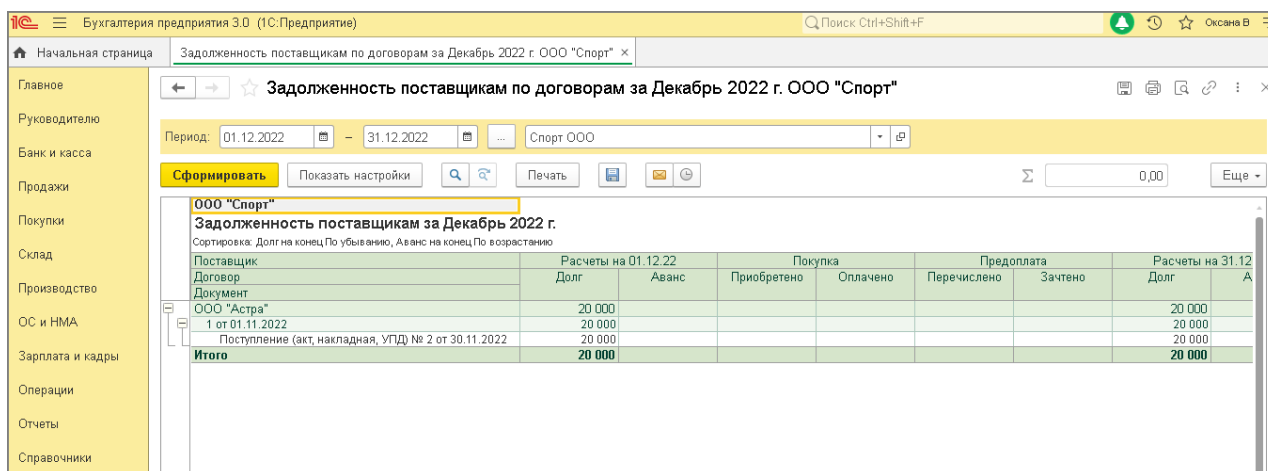 1С Бухгалтерия предприятия 3.0 (1С:Предприятие) Поиск Ctrl+Shift+F Оксана В
Начальная страница Задолженность поставщикам по договорам за Декабрь 2022 г. ООО "Спорт" ×
Главное
Задолженность поставщикам по договорам за Декабрь 2022 г. ООО "Спорт"
Руководителю
Период: 01.12.2022 – 31.12.2022 ... Спорт ООО
Банк и касса
Сформировать Показать настройки Печать Σ 0,00 Еще
Продажи
ООО "Спорт"
Покупки
Задолженность поставщикам за Декабрь 2022 г.
Сортировка: Долг на конец По убыванию, Аванс на конец По возрастанию
Склад
Поставщик Расчеты на 01.12.22 Покупка Предоплата Расчеты на 31.12
Договор Долг Аванс Приобретено Оплачено Перечислено Зачтено Долг А
Производство
Документ
ООО "Астра" 20 000 20 000
ОС и НМА
1 от 01.11.2022 20 000 20 000
Поступление (акт, накладная, УПД) № 2 от 30.11.2022 20 000 20 000
Зарплата и кадры
Итого 20 000 20 000
Операции
Отчеты
Справочники